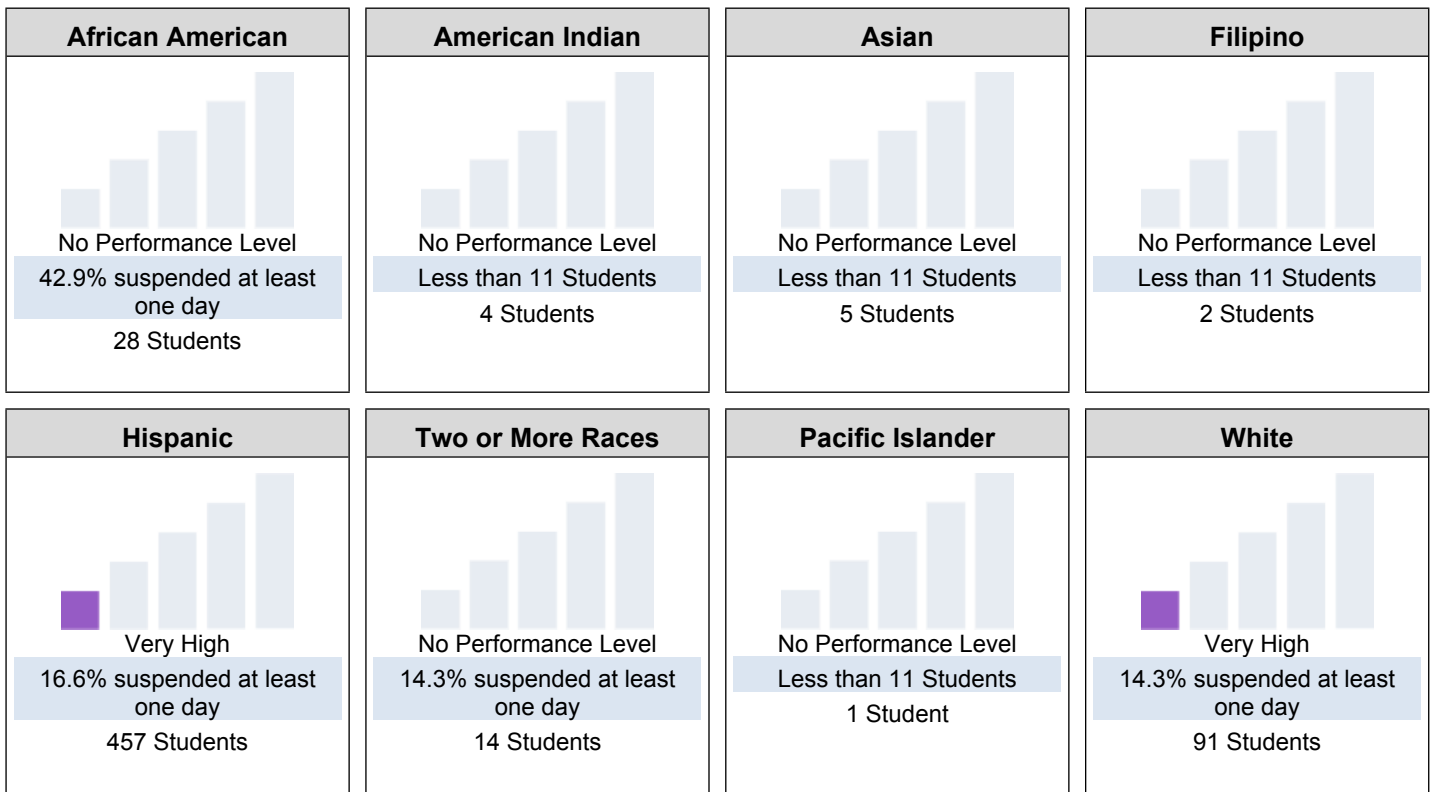 African American
No Performance Level
42.9% suspended at least
one day
28 Students
American Indian
No Performance Level
Less than 11 Students
4 Students
Asian
No Performance Level
Less than 11 Students
5 Students
Filipino
No Performance Level
Less than 11 Students
2 Students
Hispanic
Very High
16.6% suspended at least
one day
457 Students
Two or More Races
No Performance Level
14.3% suspended at least
one day
14 Students
Pacific Islander
No Performance Level
Less than 11 Students
1 Student
White
Very High
14.3% suspended at least
one day
91 Students